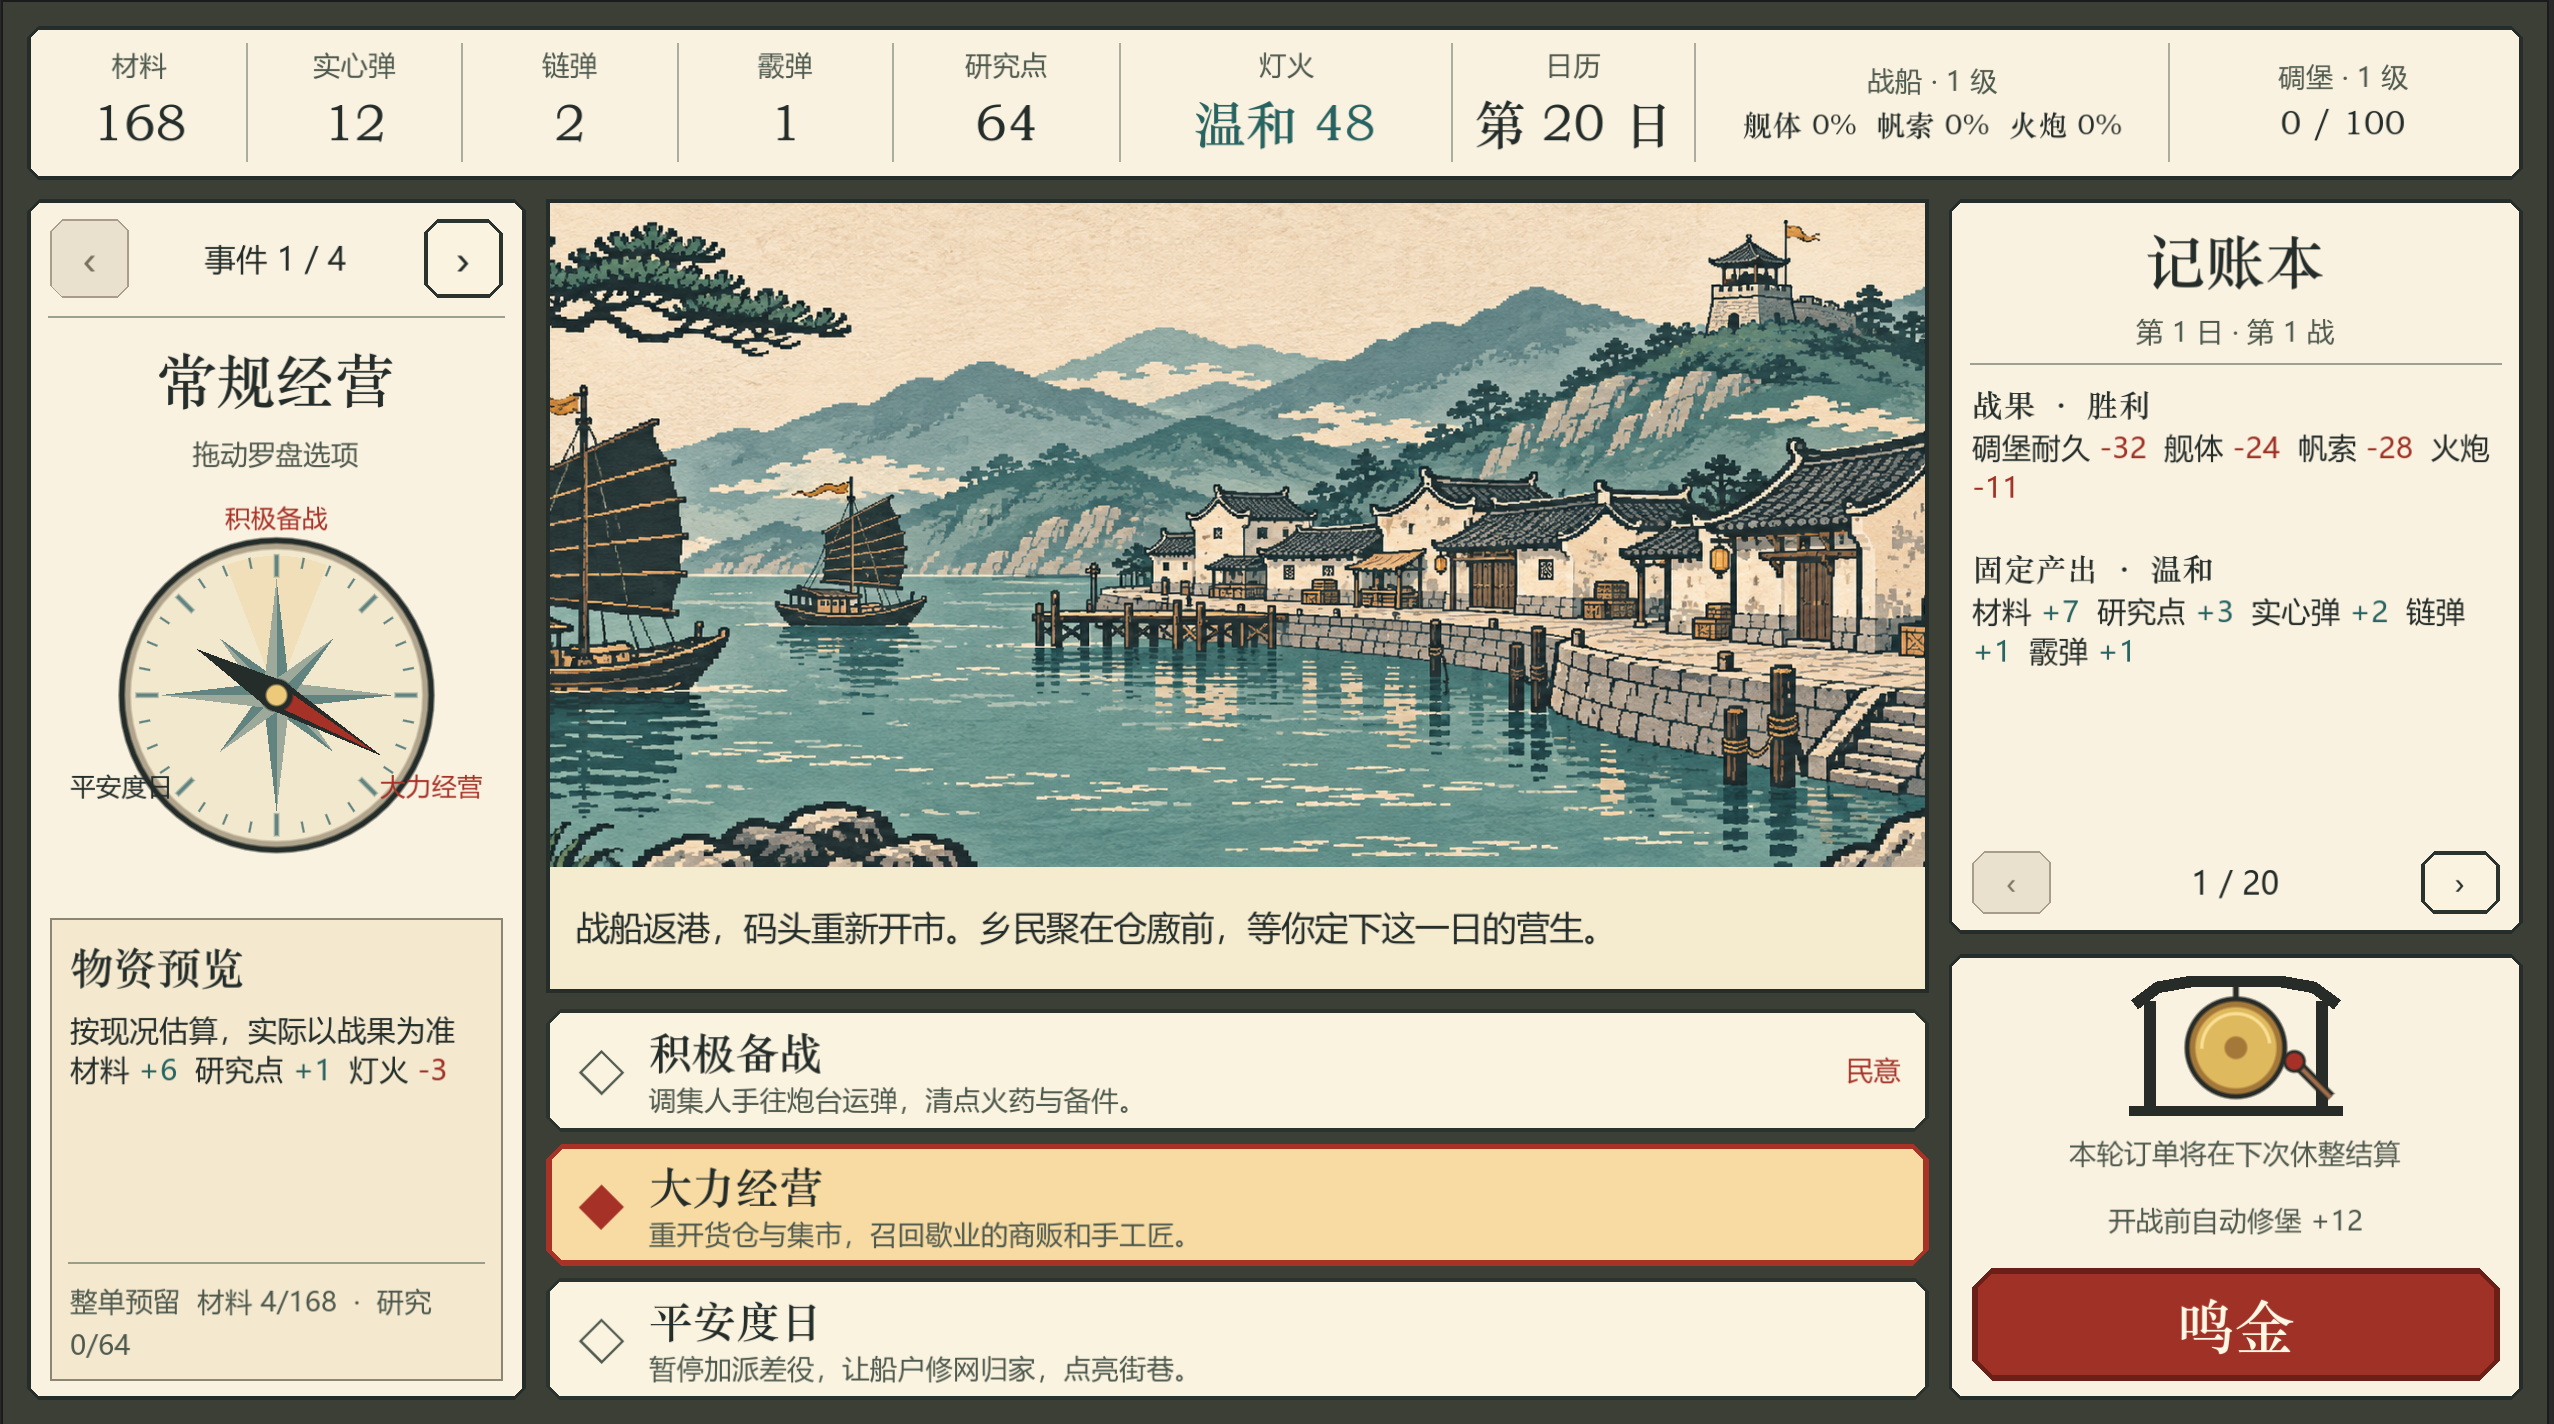 材料
168
实心弹
12
链弹
2
霰弹
1
研究点
64
灯火
温和 48
日历
第 20 日
战船 · 1 级
舰体 0% 帆索 0% 火炮 0%
碉堡 · 1 级
0 / 100
‹
事件 1 / 4
›
常规经营
拖动罗盘选项
积极备战
平安度日
大力经营
物资预览
按现况估算，实际以战果为准
材料 +6 研究点 +1 灯火 -3
整单预留 材料 4/168 · 研究
0/64
战船返港，码头重新开市。乡民聚在仓廒前，等你定下这一日的营生。
积极备战
调集人手往炮台运弹，清点火药与备件。
民意
大力经营
重开货仓与集市，召回歇业的商贩和手工匠。
平安度日
暂停加派差役，让船户修网归家，点亮街巷。
记账本
第 1 日 · 第 1 战
战果 · 胜利
碉堡耐久 -32 舰体 -24 帆索 -28 火炮
-11
固定产出 · 温和
材料 +7 研究点 +3 实心弹 +2 链弹
+1 霰弹 +1
‹
1 / 20
›
本轮订单将在下次休整结算
开战前自动修堡 +12
鸣金